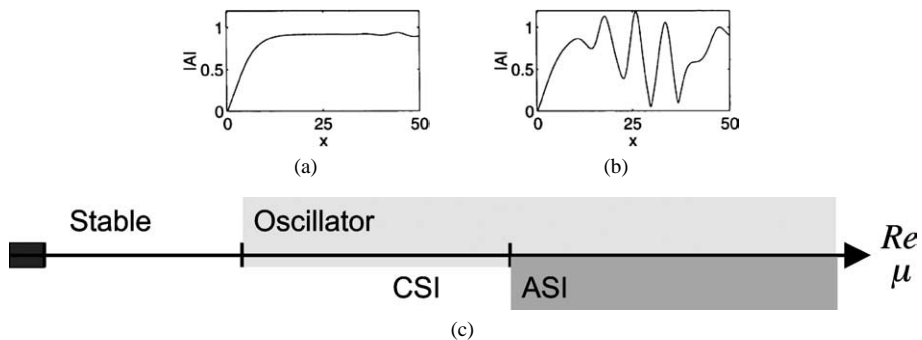 1
0.5
0
|A|
0
25
50
x
(a)
1
0.5
0
|A|
0
25
50
x
(b)
Stable
Oscillator
Re
μ
CSI
ASI
(c)